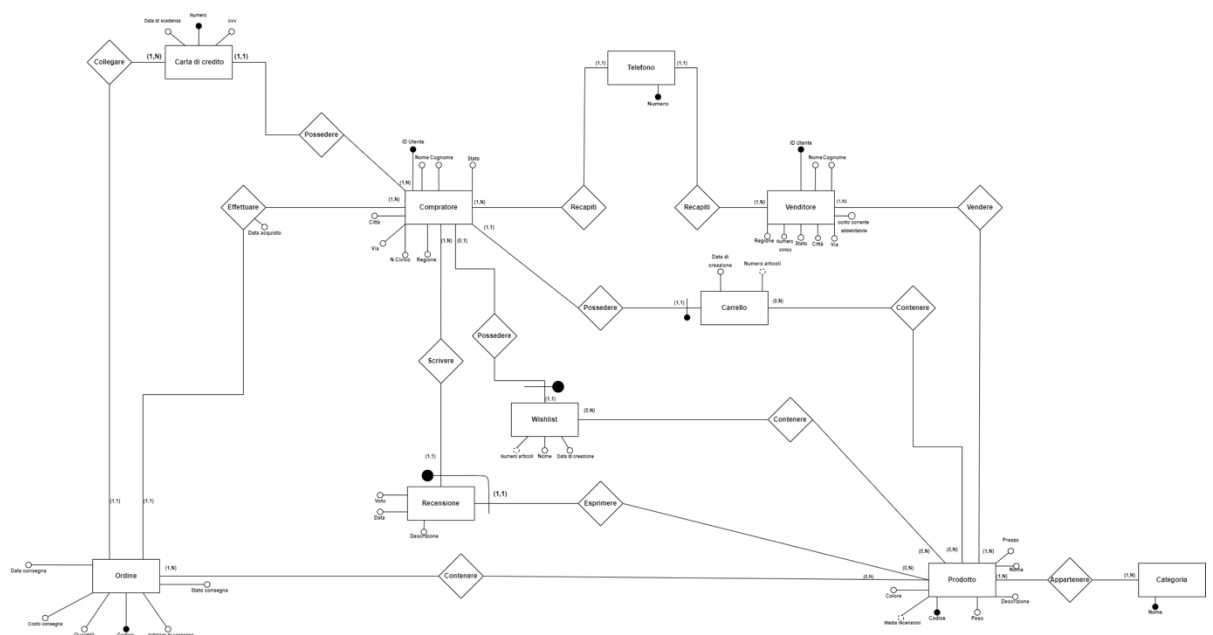 Numero
Data di scadenza
cvv
Collegare
(1,N)
Carta di credito
(1,1)
(1,1)
Telefono
(1,1)
Numero
Possedere
ID Utente
Nome Cognome
Stato
(1,N)
(1,N)
Effettuare
Data acquisto
Compratore
(1,N)
Recapiti
Recapiti
(1,N)
ID Utente
Nome Cognome
Venditore
(1,N)
Vendere
conto corrente
addebitabile
Città
Via
N.Civico
Regione
(1,N)
(0,1)
(1,1)
Regione
Numero
civico
Stato
Città
Via
Data di
creazione
Numero articoli
Possedere
(1,1)
Carrello
(0,N)
Contenere
Possedere
Scrivere
(1,1)
Wishlist
(0,N)
Contenere
Numero articoli
Nome
Data di creazione
(1,1)
Recensione
(1,1)
Voto
Data
Descrizione
Esprimere
(1,1)
(1,1)
Data consegna
Ordine
(1,N)
Stato consegna
Costo consegna
Contenere
(0,N)
(0,N)
(0,N)
(0,N)
(1,N)
Prezzo
Nome
Prodotto
(1,N)
Appartenere
(1,N)
Categoria
Nome
Colore
Descrizione
Media recensioni
Codice
Peso